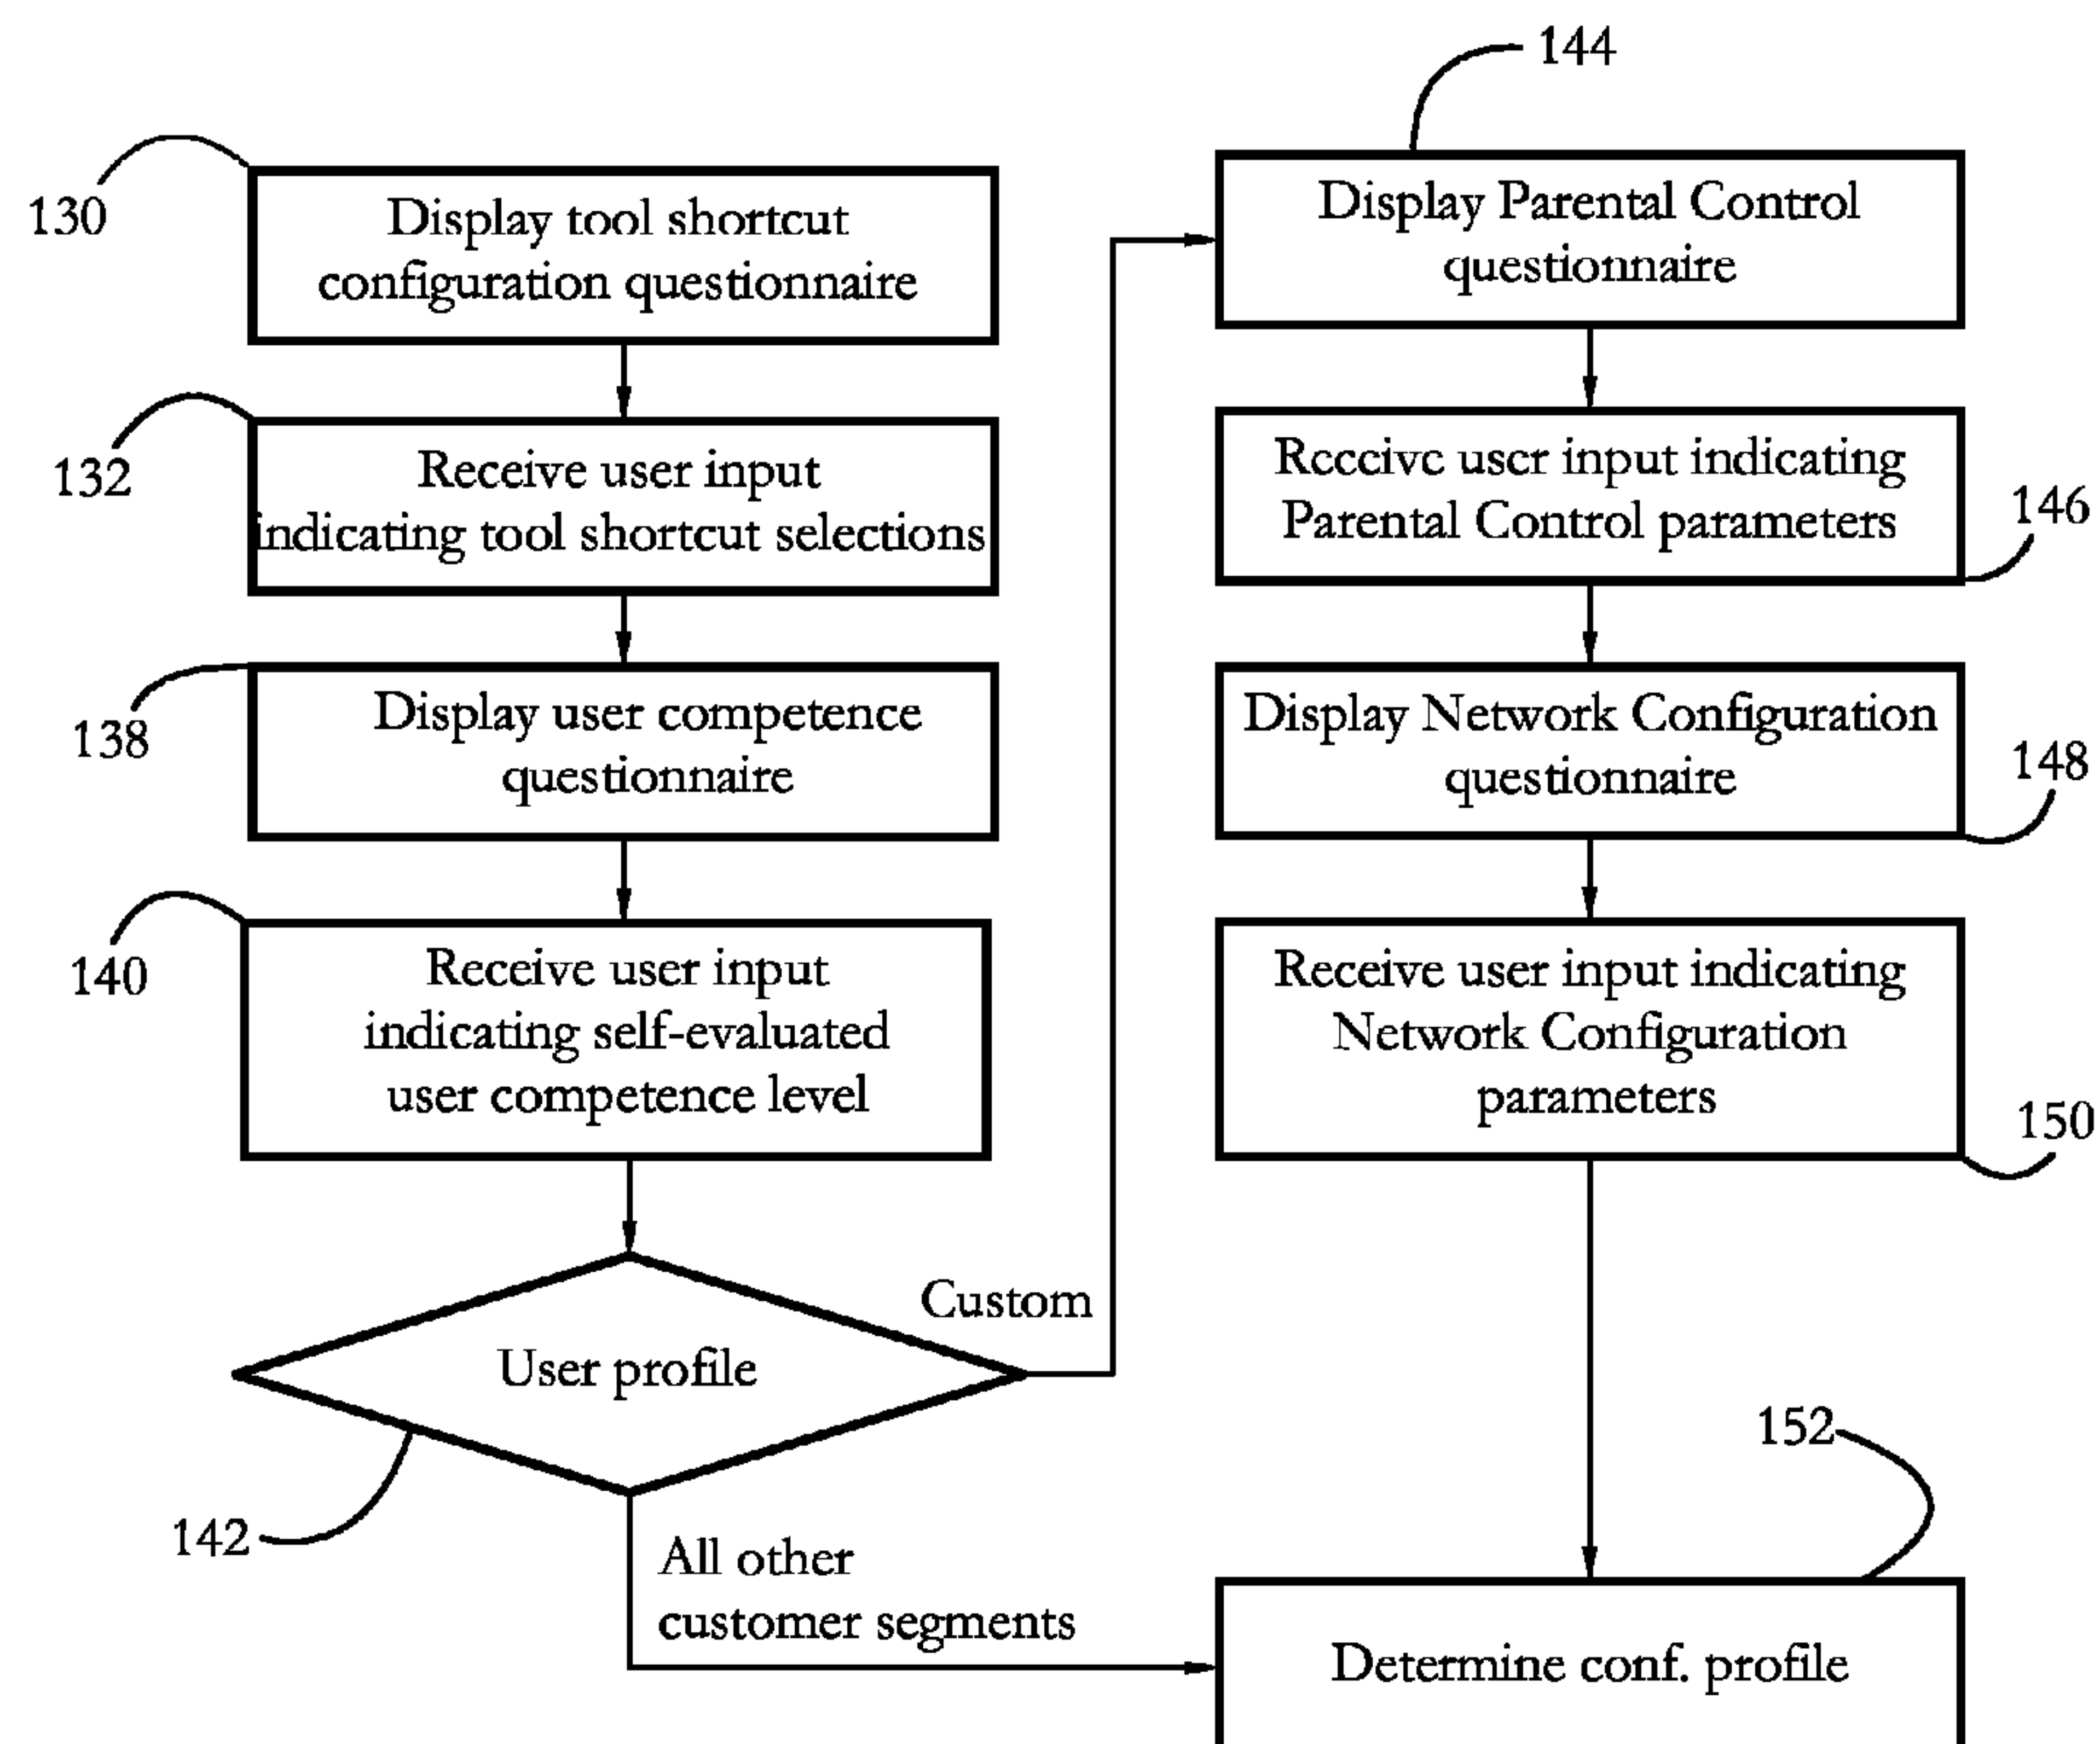 130
Display tool shortcut
configuration questionnaire
132
Receive user input
indicating tool shortcut selections
138
Display user competence
questionnaire
140
Receive user input
indicating self-evaluated
user competence level
User profile
142
Custom
All other
customer segments
144
Display Parental Control
questionnaire
Receive user input indicating
Parental Control parameters
146
Display Network Configuration
questionnaire
148
Receive user input indicating
Network Configuration
parameters
150
152
Determine conf. profile